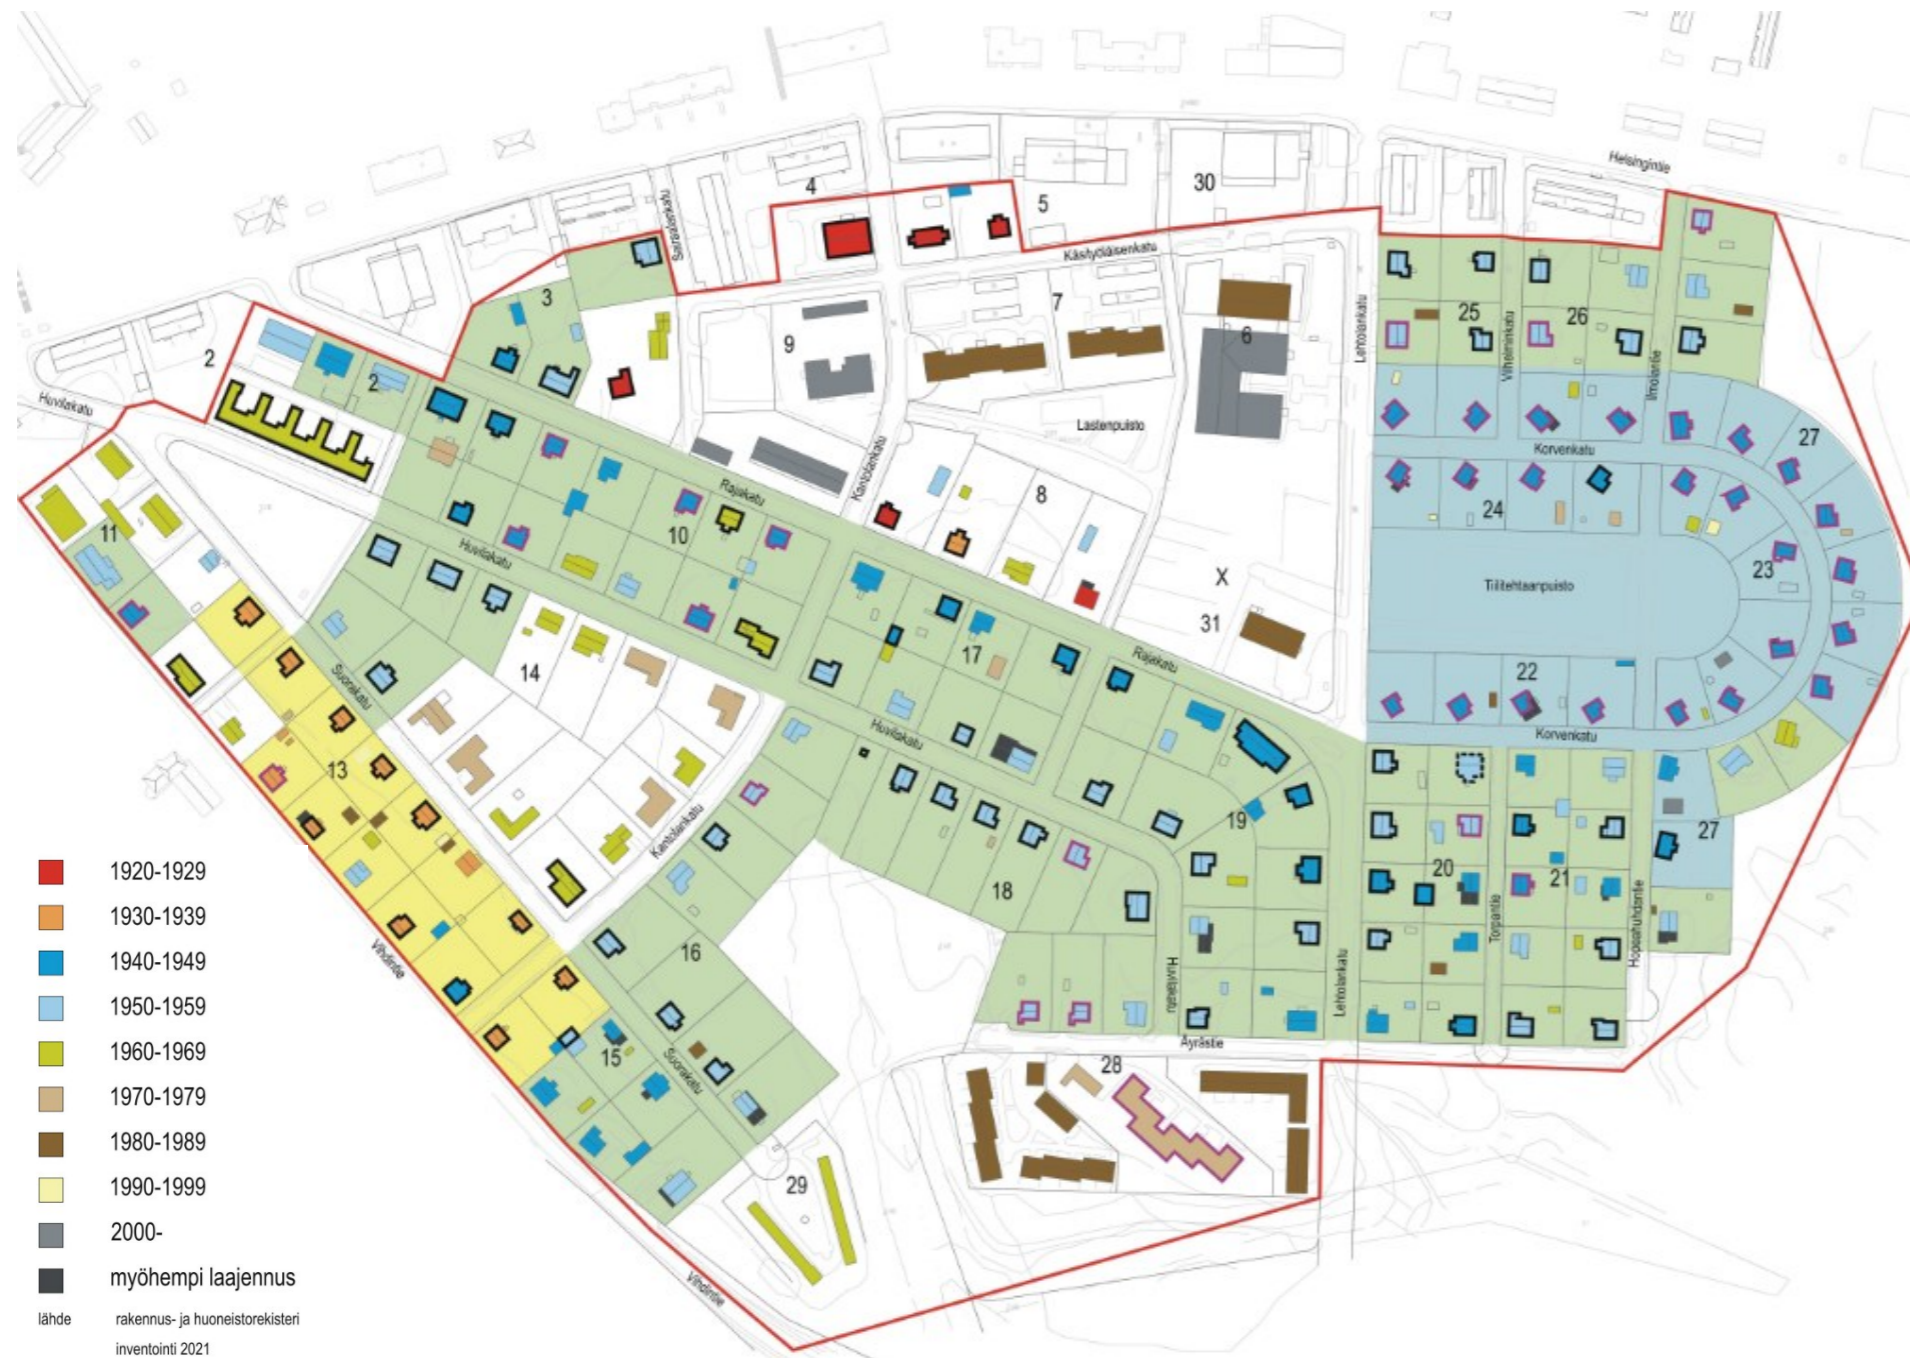 Helsingintie
4
30
5
Sairaalankatu
Käsityöläisenkatu
3
7
25
26
Lehtolankatu
6
Vilhelminkatu
Ilmolantie
9
2
2
Huvilakatu
Lastenpuisto
Korvenkatu
27
Kantolankatu
Rajakatu
8
24
11
10
Huvilakatu
X
Tiilitehtaanpuisto
23
31
14
17
Rajakatu
22
Suorakatu
Huvilakatu
Korvenkatu
13
19
27
Kantolankatu
20
21
18
Torpantie
Hopeahuhdantie
16
Vihdintie
Huvilakatu
Lehtolankatu
15
Suorakatu
Äyrästie
28
29
Vihdintie
1920-1929
1930-1939
1940-1949
1950-1959
1960-1969
1970-1979
1980-1989
1990-1999
2000-
myöhempi laajennus
lähde rakennus- ja huoneistorekisteri
inventointi 2021